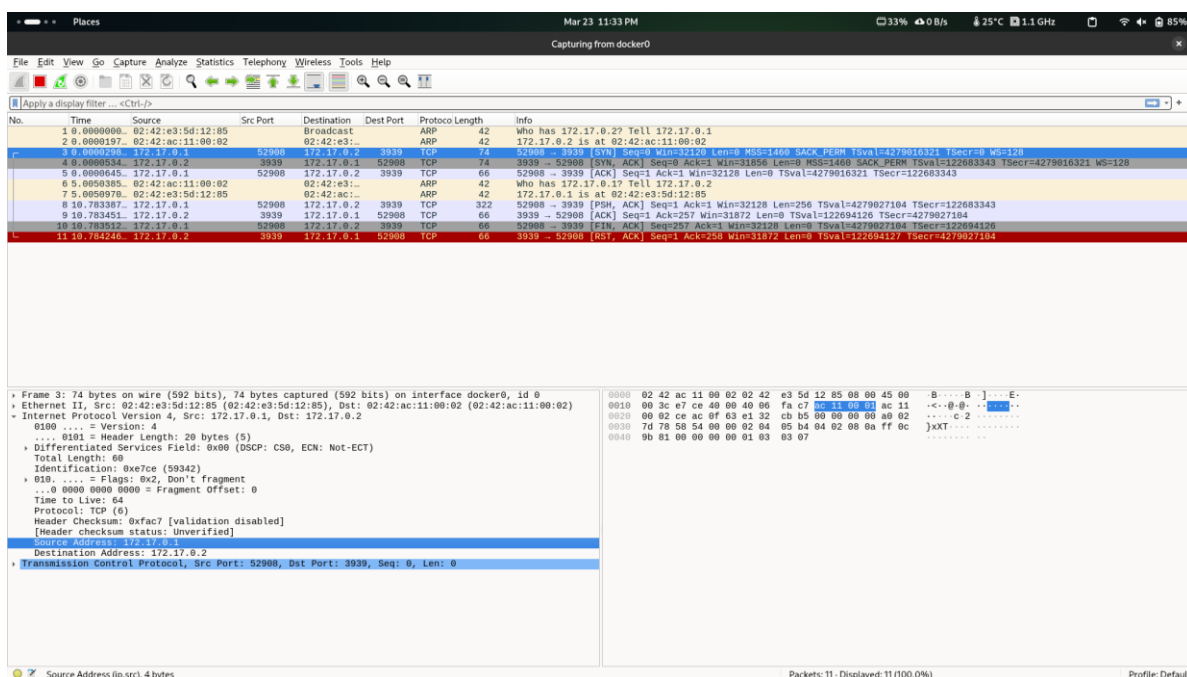 Places Mar 23 11:33 PM 33% 0 B/s 25°C 1.1 GHz 85%
Capturing from docker0
File Edit View Go Capture Analyze Statistics Telephony Wireless Tools Help
Apply a display filter ... <Ctrl-/>
No. Time Source Src Port Destination Dest Port Protocol Length Info
1 0.0000000… 02:42:e3:5d:12:85 Broadcast ARP 42 Who has 172.17.0.2? Tell 172.17.0.1
2 0.0000197… 02:42:ac:11:00:02 02:42:e3:… ARP 42 172.17.0.2 is at 02:42:ac:11:00:02
3 0.0000298… 172.17.0.1 52908 172.17.0.2 3939 TCP 74 52908 → 3939 [SYN] Seq=0 Win=32120 Len=0 MSS=1460 SACK_PERM TSval=4279016321 TSecr=0 WS=128
4 0.0000534… 172.17.0.2 3939 172.17.0.1 52908 TCP 74 3939 → 52908 [SYN, ACK] Seq=0 Ack=1 Win=31856 Len=0 MSS=1460 SACK_PERM TSval=122683343 TSecr=4279016321 WS=128
5 0.0000645… 172.17.0.1 52908 172.17.0.2 3939 TCP 66 52908 → 3939 [ACK] Seq=1 Ack=1 Win=32128 Len=0 TSval=4279016321 TSecr=122683343
6 5.0050385… 02:42:ac:11:00:02 02:42:e3:… ARP 42 Who has 172.17.0.1? Tell 172.17.0.2
7 5.0050970… 02:42:e3:5d:12:85 02:42:ac:… ARP 42 172.17.0.1 is at 02:42:e3:5d:12:85
8 10.783387… 172.17.0.1 52908 172.17.0.2 3939 TCP 322 52908 → 3939 [PSH, ACK] Seq=1 Ack=1 Win=32128 Len=256 TSval=4279027104 TSecr=122683343
9 10.783451… 172.17.0.2 3939 172.17.0.1 52908 TCP 66 3939 → 52908 [ACK] Seq=1 Ack=257 Win=31872 Len=0 TSval=122694126 TSecr=4279027104
10 10.783512… 172.17.0.1 52908 172.17.0.2 3939 TCP 66 52908 → 3939 [FIN, ACK] Seq=257 Ack=1 Win=32128 Len=0 TSval=4279027104 TSecr=122694126
11 10.784246… 172.17.0.2 3939 172.17.0.1 52908 TCP 66 3939 → 52908 [RST, ACK] Seq=1 Ack=258 Win=31872 Len=0 TSval=122694127 TSecr=4279027104
Frame 3: 74 bytes on wire (592 bits), 74 bytes captured (592 bits) on interface docker0, id 0
Ethernet II, Src: 02:42:e3:5d:12:85 (02:42:e3:5d:12:85), Dst: 02:42:ac:11:00:02 (02:42:ac:11:00:02)
Internet Protocol Version 4, Src: 172.17.0.1, Dst: 172.17.0.2
0100 .... = Version: 4
.... 0101 = Header Length: 20 bytes (5)
Differentiated Services Field: 0x00 (DSCP: CS0, ECN: Not-ECT)
Total Length: 60
Identification: 0xe7ce (59342)
010. .... = Flags: 0x2, Don't fragment
...0 0000 0000 0000 = Fragment Offset: 0
Time to Live: 64
Protocol: TCP (6)
Header Checksum: 0xfac7 [validation disabled]
[Header checksum status: Unverified]
Source Address: 172.17.0.1
Destination Address: 172.17.0.2
Transmission Control Protocol, Src Port: 52908, Dst Port: 3939, Seq: 0, Len: 0
0000 02 42 ac 11 00 02 02 42 e3 5d 12 85 08 00 45 00 ·B·····B ·]····E·
0010 00 3c e7 ce 40 00 40 06 fa c7 ac 11 00 01 ac 11 ·<··@·@· ········
0020 00 02 ce ac 0f 63 e1 32 cb b5 00 00 00 00 a0 02 ·····c·2 ········
0030 7d 78 58 54 00 00 02 04 05 b4 04 02 08 0a ff 0c }xXT···· ········
0040 9b 81 00 00 00 00 01 03 03 07 ········ ··
Source Address (ip.src), 4 bytes Packets: 11 · Displayed: 11 (100.0%) Profile: Defaul